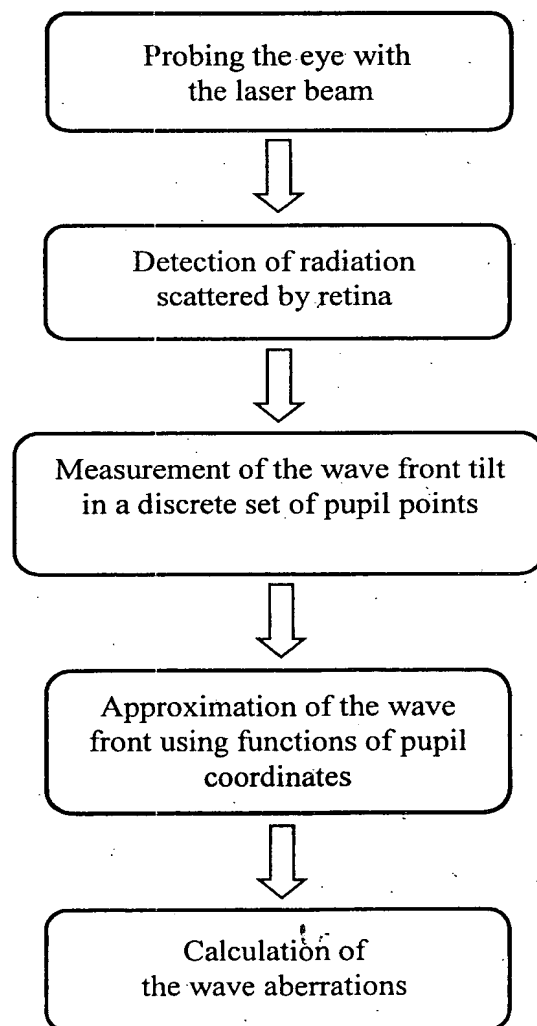 Probing the eye with
the laser beam
Detection of radiation
scattered by retina
Measurement of the wave front tilt
in a discrete set of pupil points
Approximation of the wave
front using functions of pupil
coordinates
Calculation of
the wave aberrations